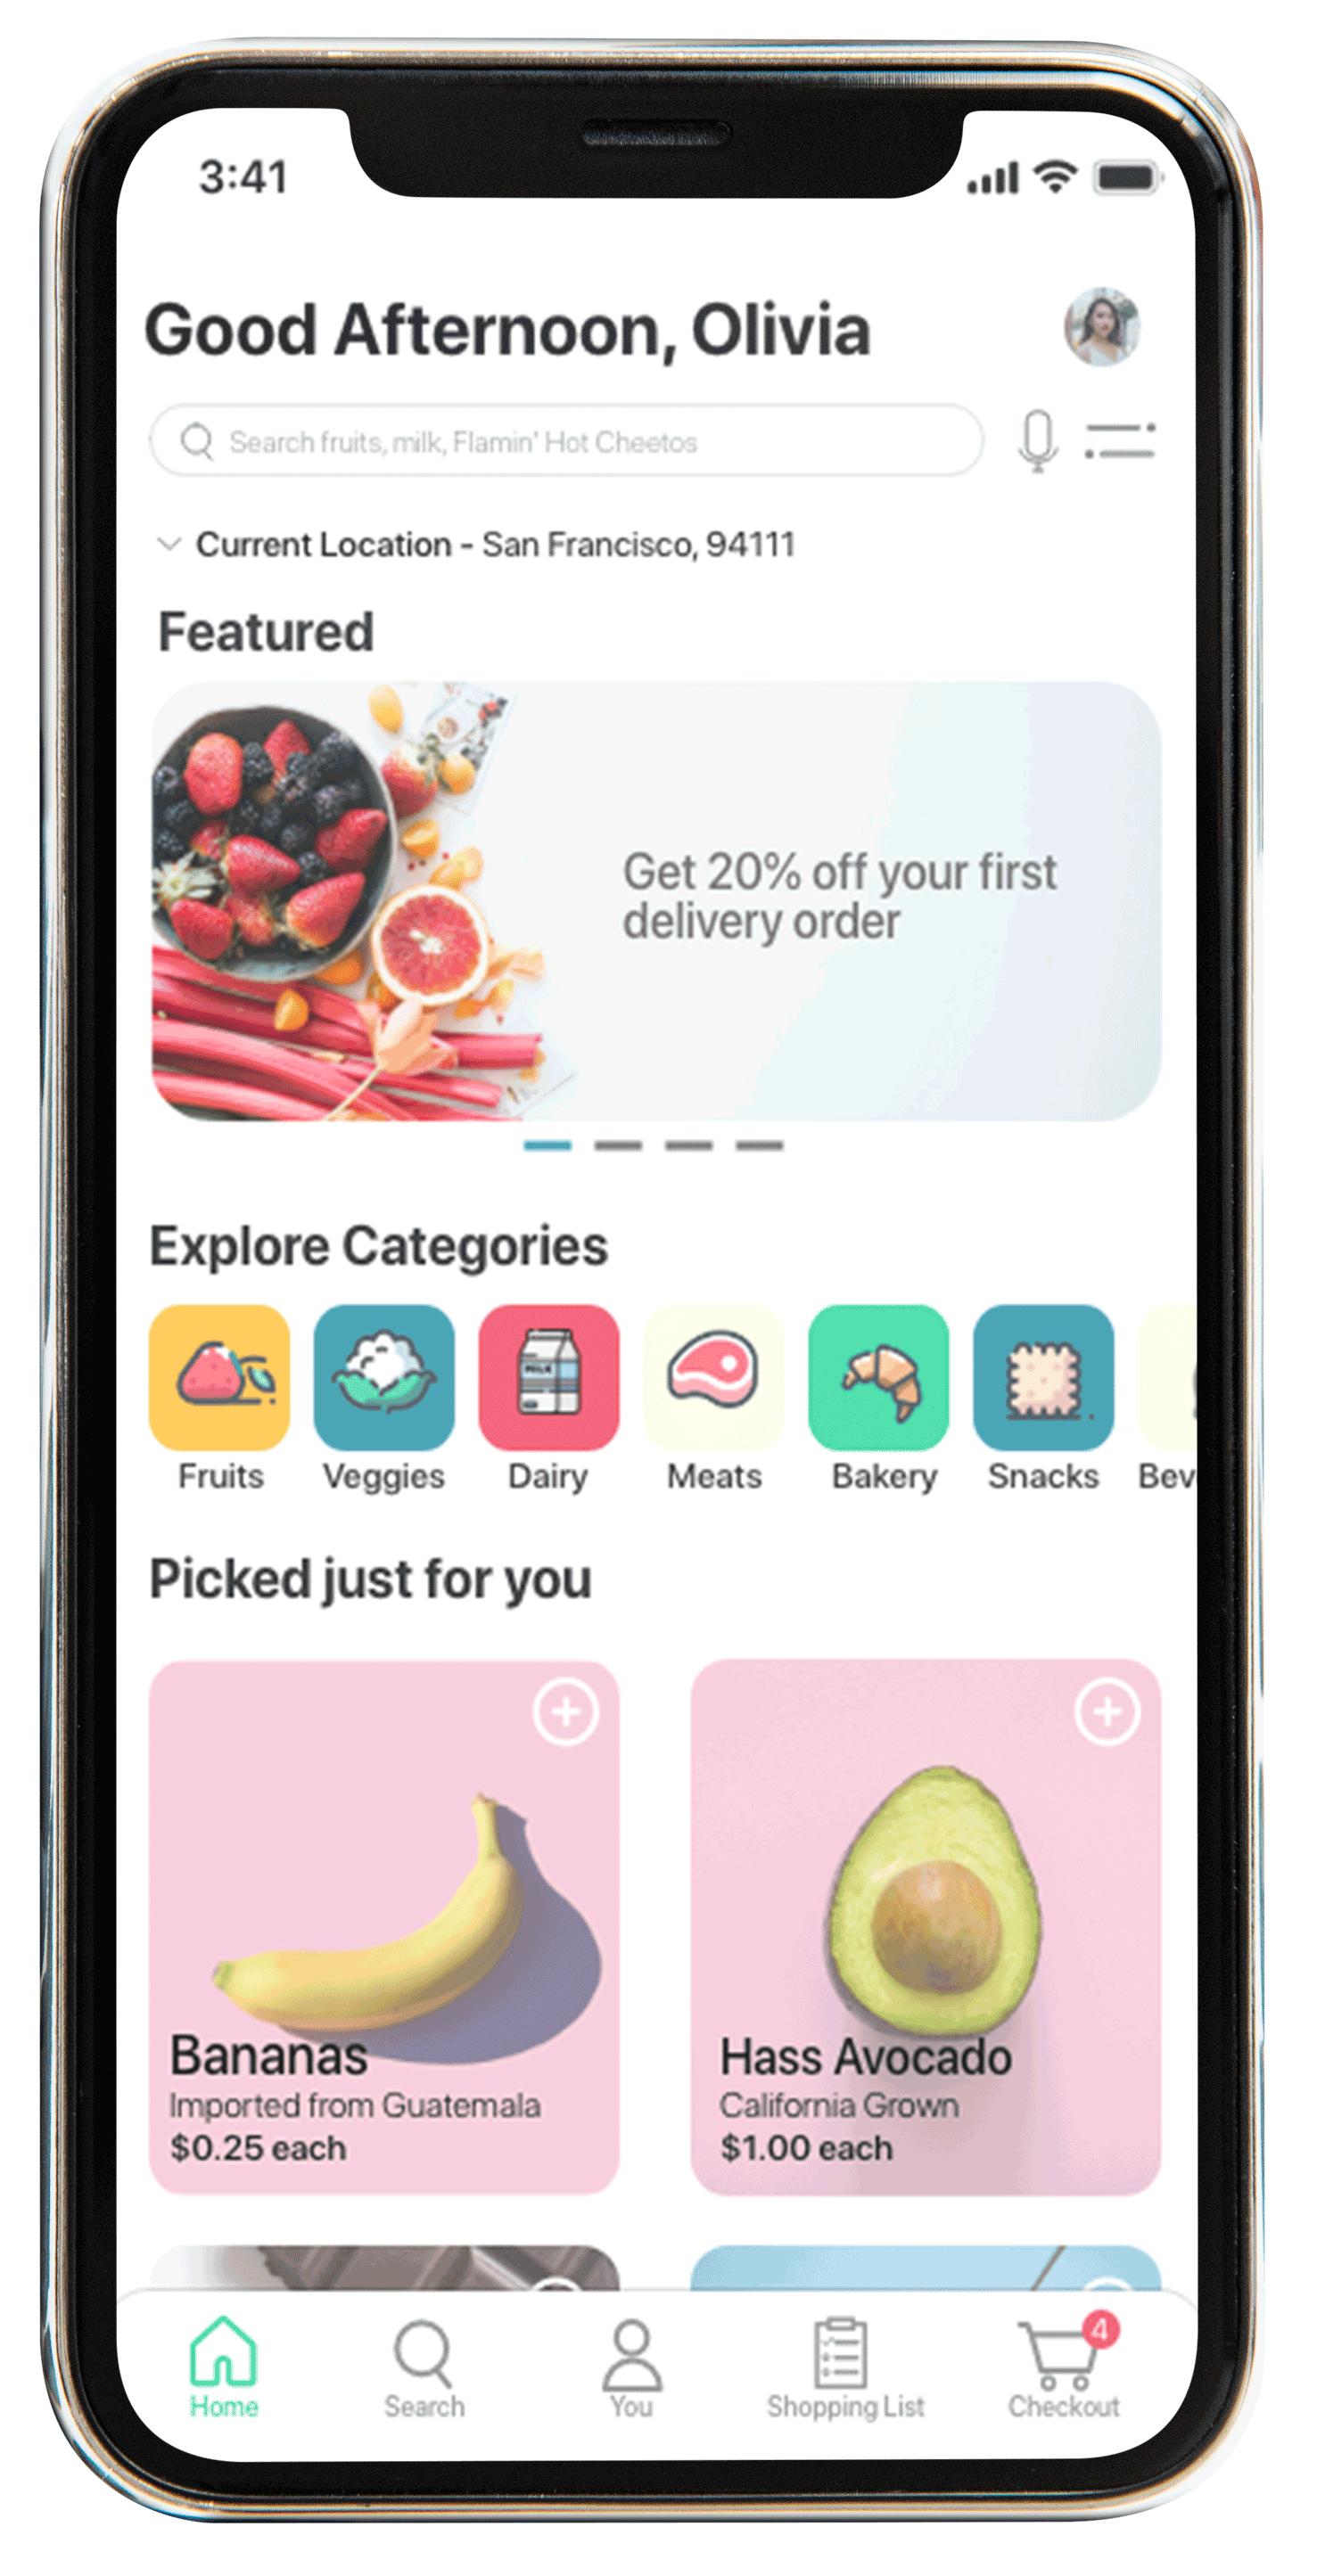 3:41
Good Afternoon, Olivia
Search fruits, milk, Flamin' Hot Cheetos
Current Location - San Francisco, 94111
Featured
Get 20% off your first
delivery order
Explore Categories
MILK
Fruits Veggies Dairy Meats Bakery Snacks Bev
Picked just for you
Bananas
Imported from Guatemala
$0.25 each
Hass Avocado
California Grown
$1.00 each
4
Home Search You Shopping List Checkout